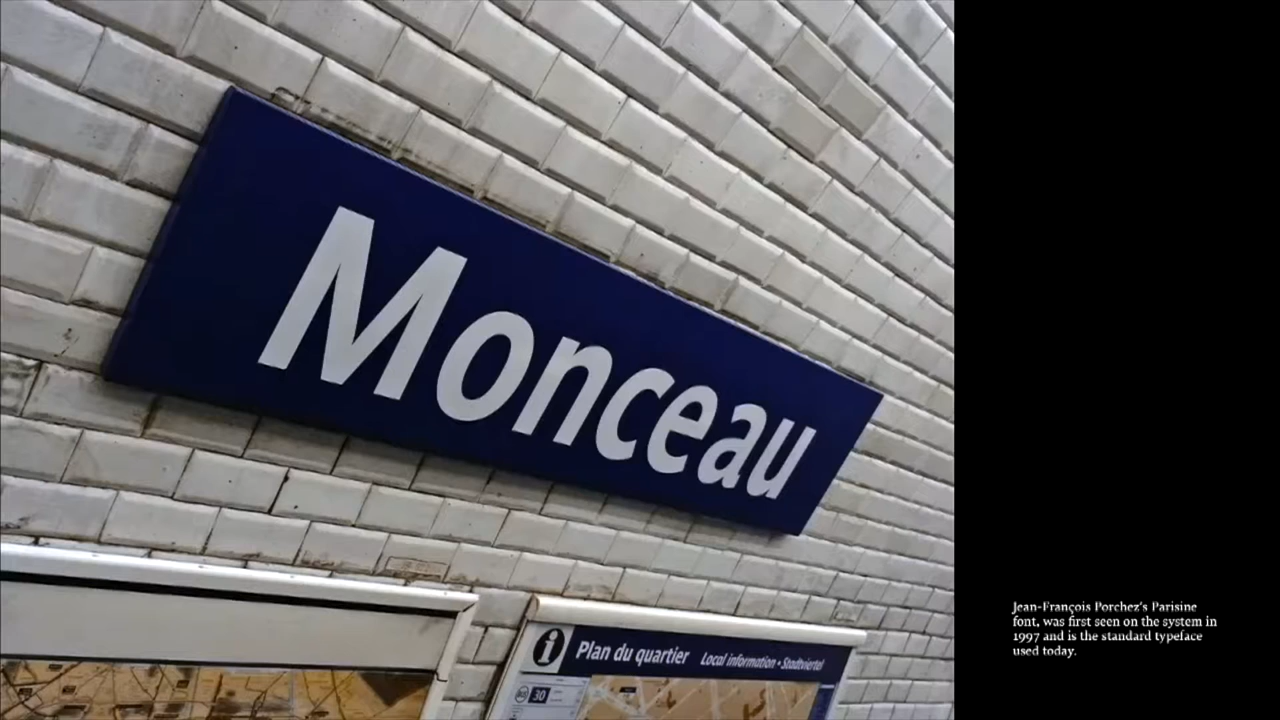 Monceau
i Plan du quartier Local information • Stadtviertel
30
Jean-François Porchez's Parisine
font, was first seen on the system in
1997 and is the standard typeface
used today.